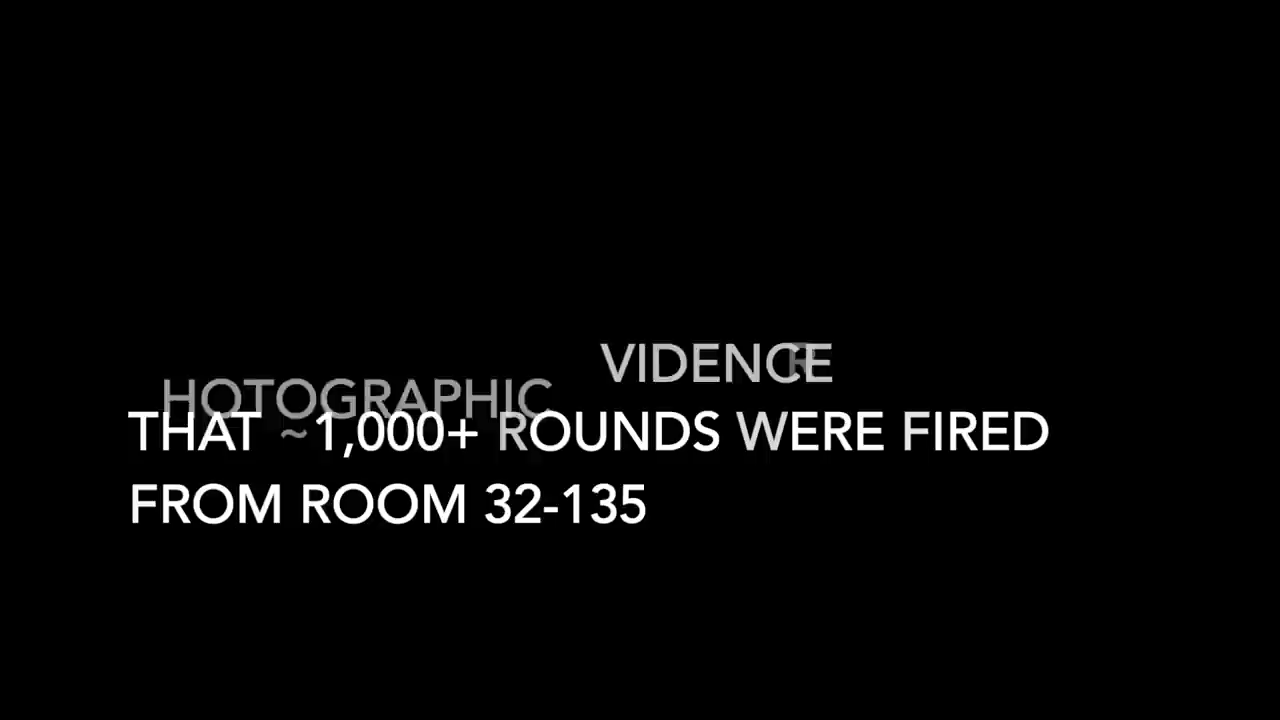 VIDENCE
HOTOGRAPHIC
THAT ~1,000+ ROUNDS WERE FIRED
FROM ROOM 32-135